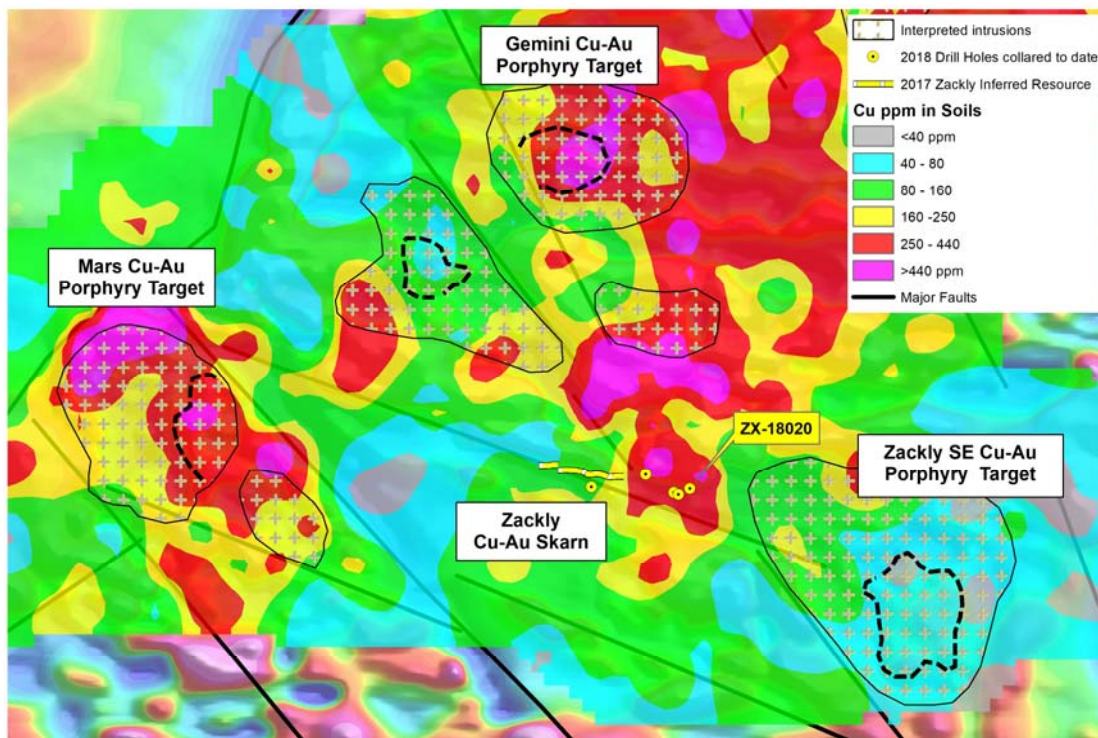 Gemini Cu-Au
Porphyry Target
Mars Cu-Au
Porphyry Target
ZX-18020
Zackly SE Cu-Au
Porphyry Target
Zackly
Cu-Au Skarn
Interpreted intrusions
2018 Drill Holes collared to date
2017 Zackly Inferred Resource
Cu ppm in Soils
<40 ppm
40 - 80
80 - 160
160 -250
250 - 440
>440 ppm
Major Faults